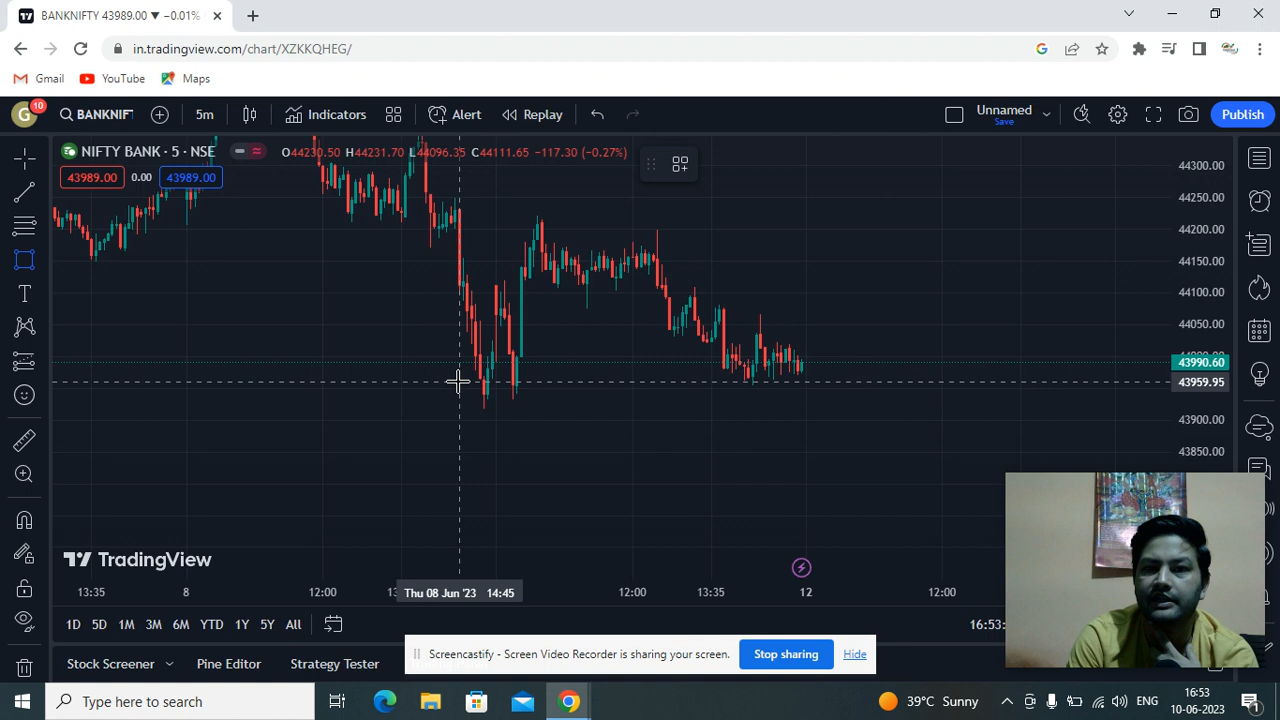 BANKNIFTY 43989.00 ▼ −0.01%
in.tradingview.com/chart/XZKKQHEG/
Gmail YouTube Maps
G 10 BANKNIFT 5m Indicators Alert Replay Unnamed Save Publish
NIFTY BANK · 5 · NSE O44230.50 H44231.70 L44096.35 C44111.65 −117.30 (−0.27%)
43989.00 0.00 43989.00
44300.00
44250.00
44200.00
44150.00
44100.00
44050.00
43990.60
43959.95
43900.00
43850.00
TradingView
13:35 8 12:00 Thu 08 Jun '23 14:45 12:00 13:35 12 12:00
1D 5D 1M 3M 6M YTD 1Y 5Y All 16:53:
Screencastify - Screen Video Recorder is sharing your screen. Stop sharing Hide
Stock Screener Pine Editor Strategy Tester
Type here to search 39°C Sunny ENG 16:53
10-06-2023